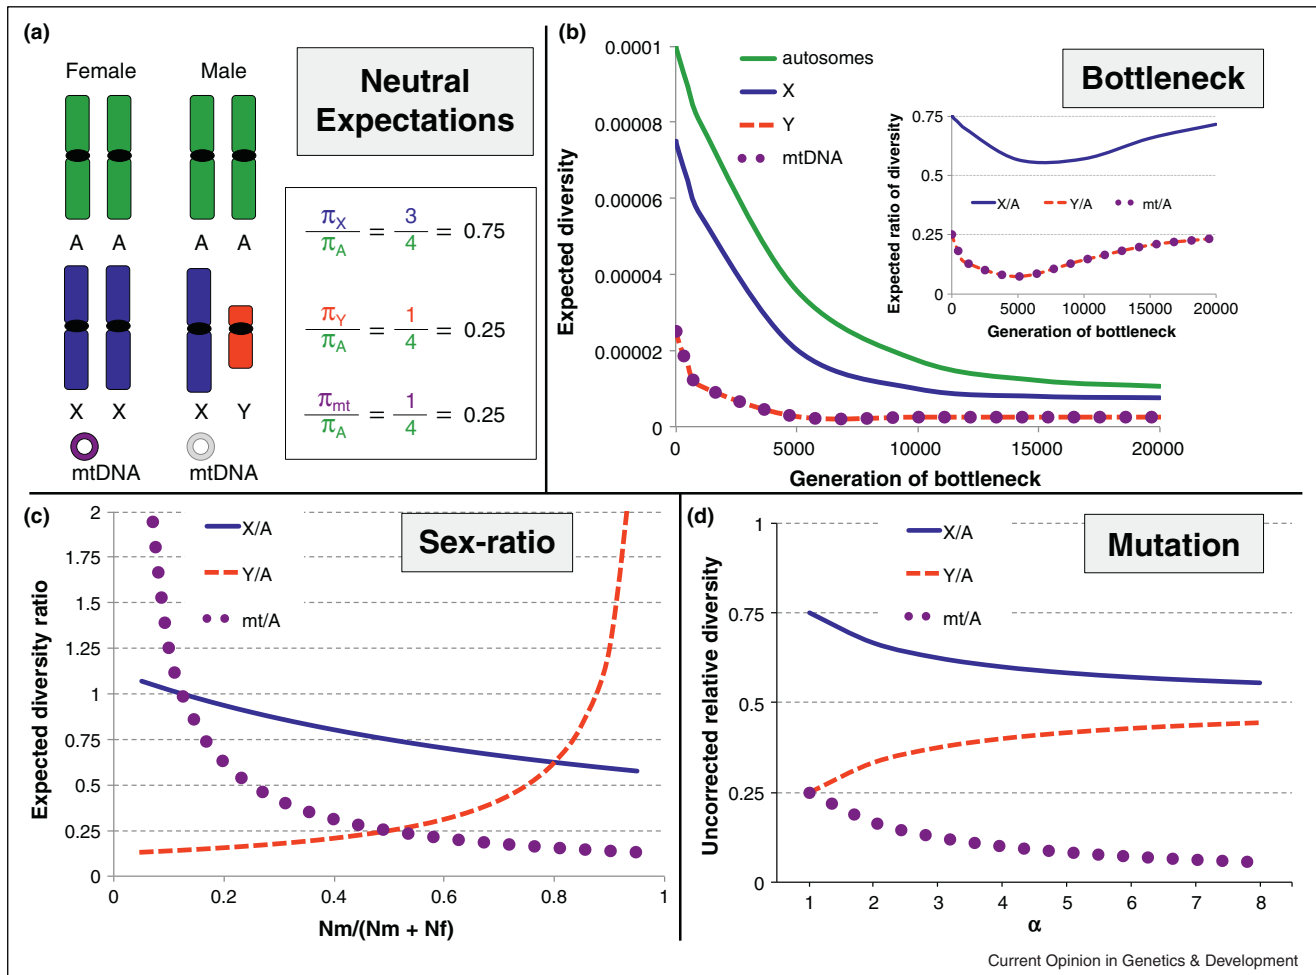 (a)
Female
Male
Neutral
Expectations
A A A A
X X X Y
mtDNA mtDNA
πX/πA = 3/4 = 0.75
πY/πA = 1/4 = 0.25
πmt/πA = 1/4 = 0.25
(b)
Bottleneck
autosomes
X
Y
mtDNA
Expected diversity
0.0001
0.00008
0.00006
0.00004
0.00002
0
0 5000 10000 15000 20000
Generation of bottleneck
Expected ratio of diversity
0.75
0.5
0.25
0
X/A Y/A mt/A
0 5000 10000 15000 20000
Generation of bottleneck
(c)
Sex-ratio
X/A
Y/A
mt/A
Expected diversity ratio
2
1.75
1.5
1.25
1
0.75
0.5
0.25
0
0 0.2 0.4 0.6 0.8 1
Nm/(Nm + Nf)
(d)
Mutation
X/A
Y/A
mt/A
Uncorrected relative diversity
1
0.75
0.5
0.25
0
1 2 3 4 5 6 7 8
α
Current Opinion in Genetics & Development